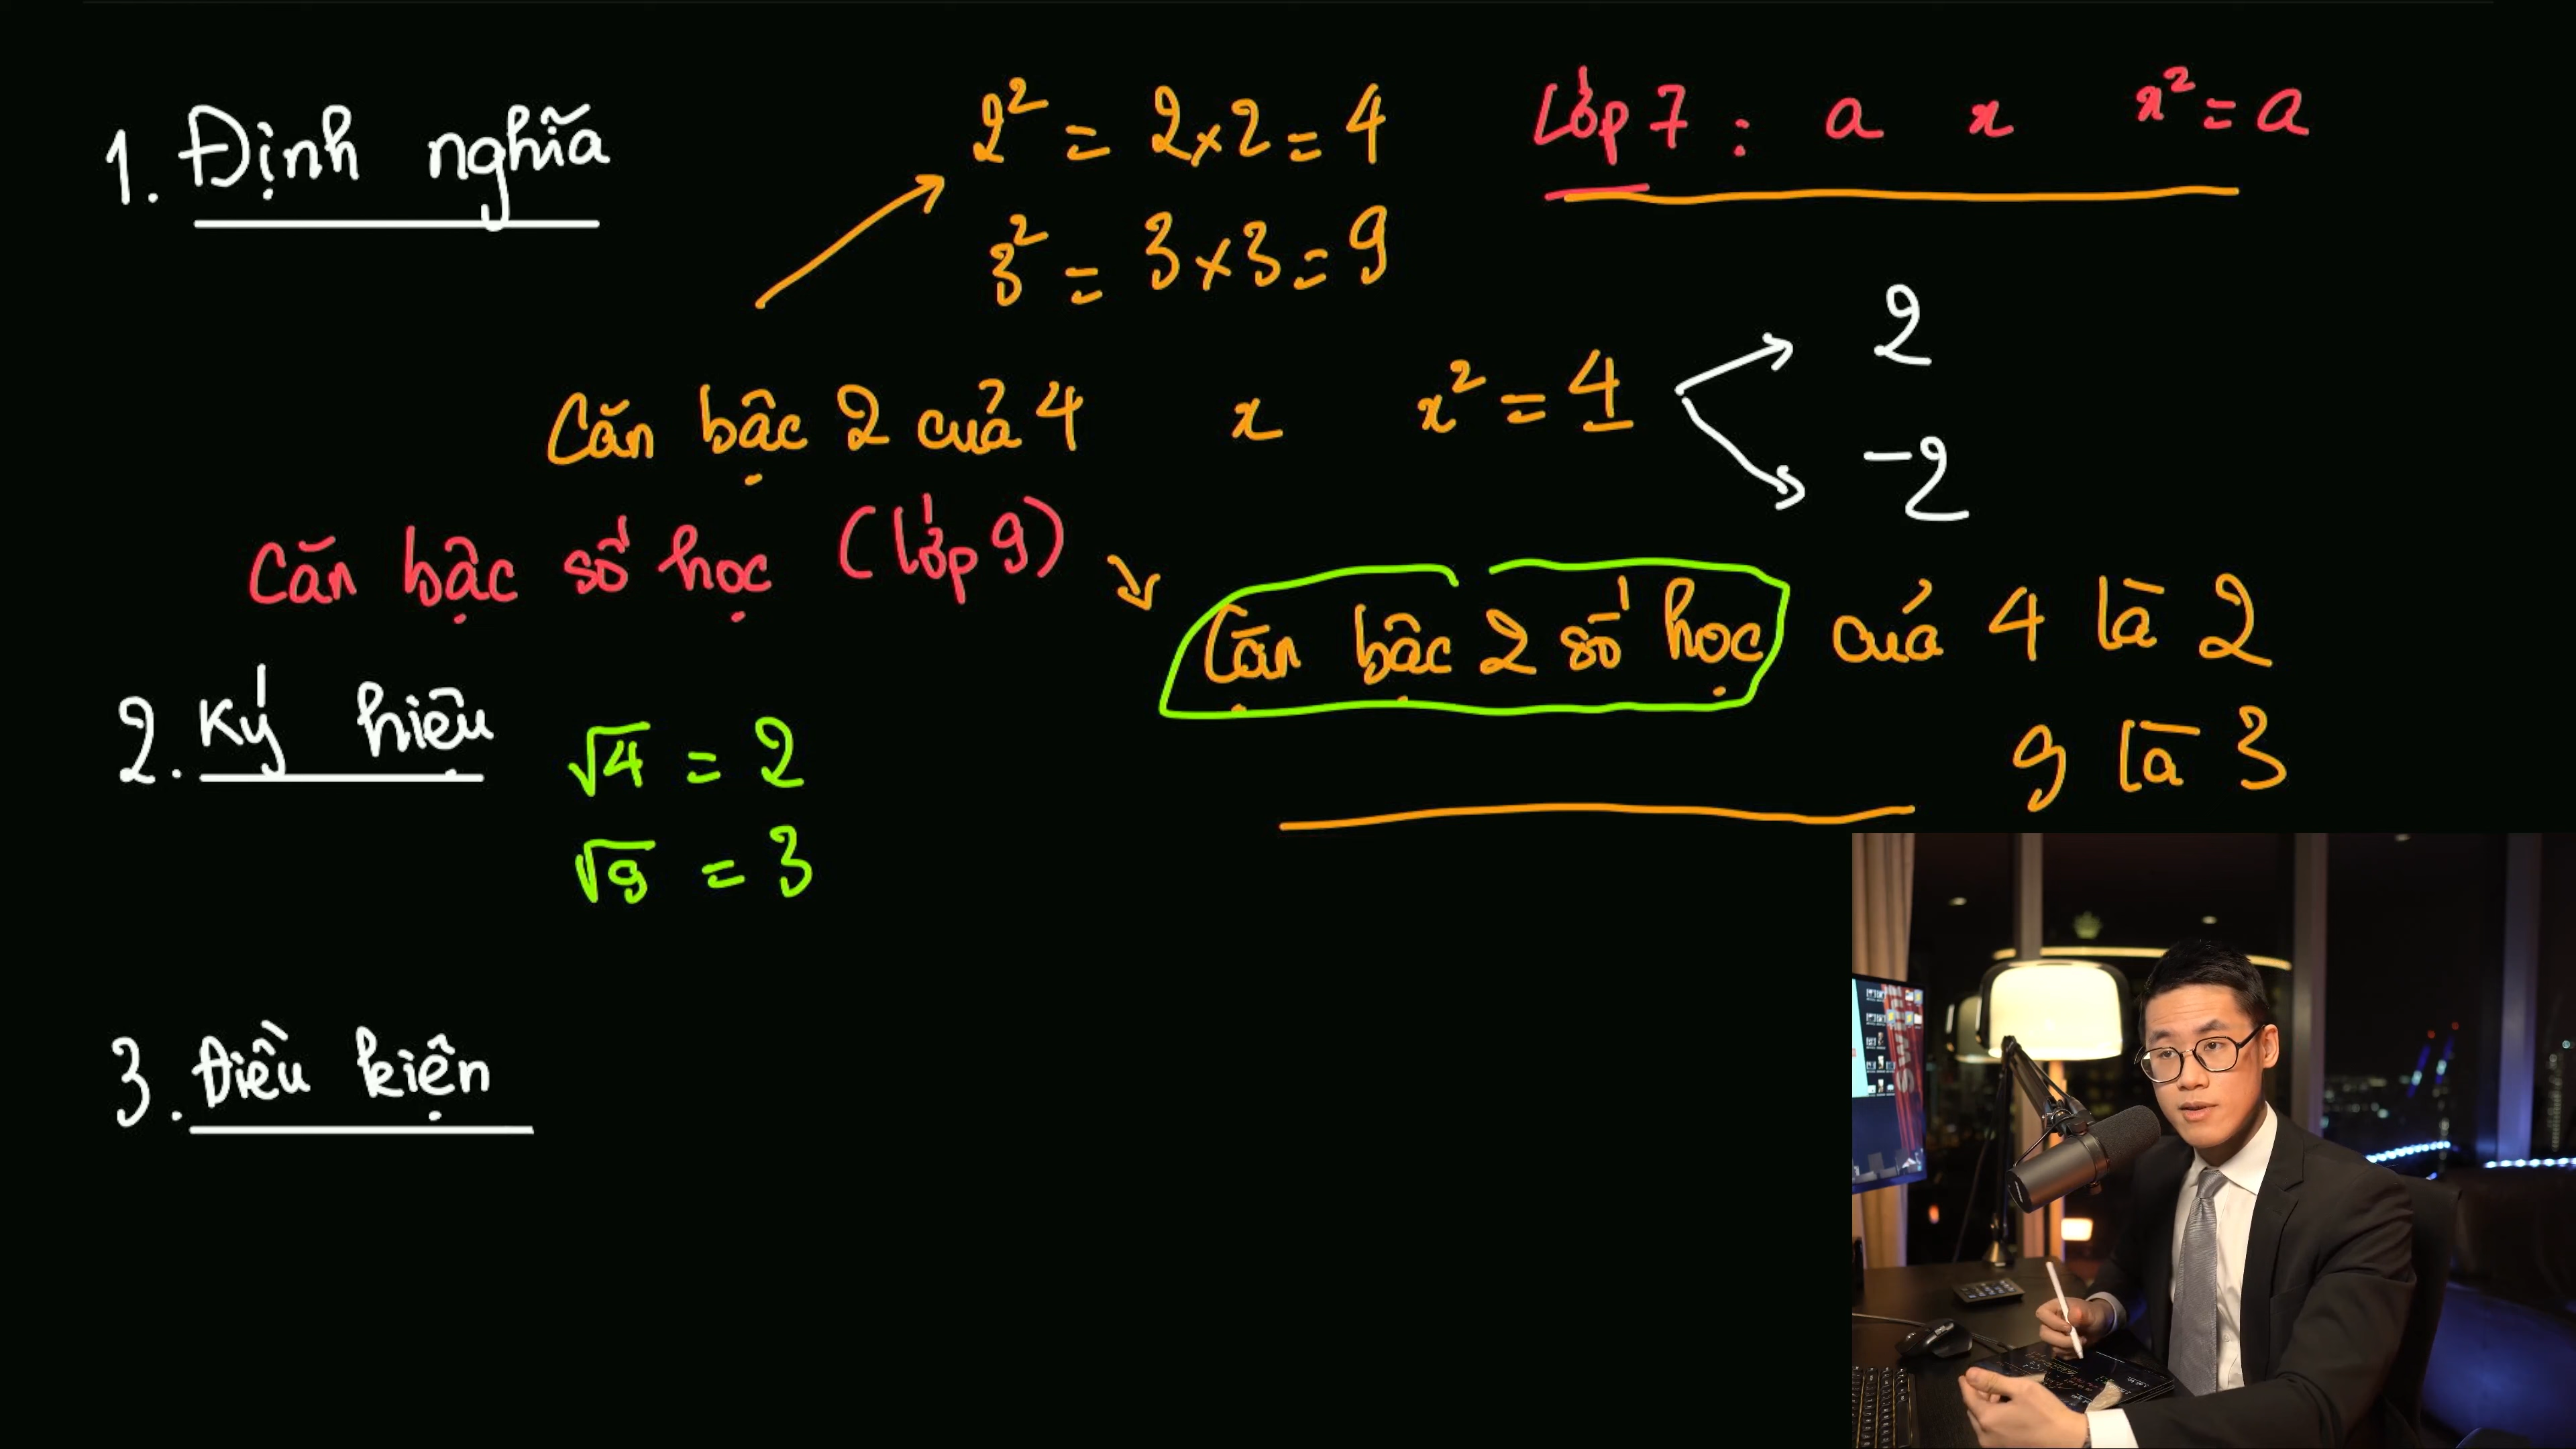 1. Định nghĩa
2² = 2×2 = 4
3² = 3×3 = 9
Lớp 7 : a x x² = a
Căn bậc 2 của 4 x x² = 4
2
-2
Căn bậc số học (lớp 9)
Căn bậc 2 số học của 4 là 2
9 là 3
2. Ký hiệu
√4 = 2
√9 = 3
3. Điều kiện